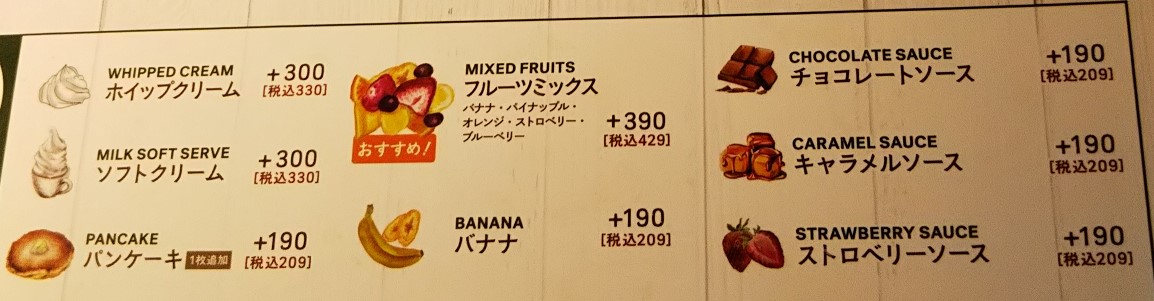 WHIPPED CREAM
ホイップクリーム
+300
[税込330]
MILK SOFT SERVE
ソフトクリーム
+300
[税込330]
PANCAKE
パンケーキ 1枚追加
+190
[税込209]
MIXED FRUITS
フルーツミックス
バナナ・パイナップル・
オレンジ・ストロベリー・
ブルーベリー
+390
[税込429]
おすすめ!
BANANA
バナナ
+190
[税込209]
CHOCOLATE SAUCE
チョコレートソース
+190
[税込209]
CARAMEL SAUCE
キャラメルソース
+190
[税込209]
STRAWBERRY SAUCE
ストロベリーソース
+190
[税込209]